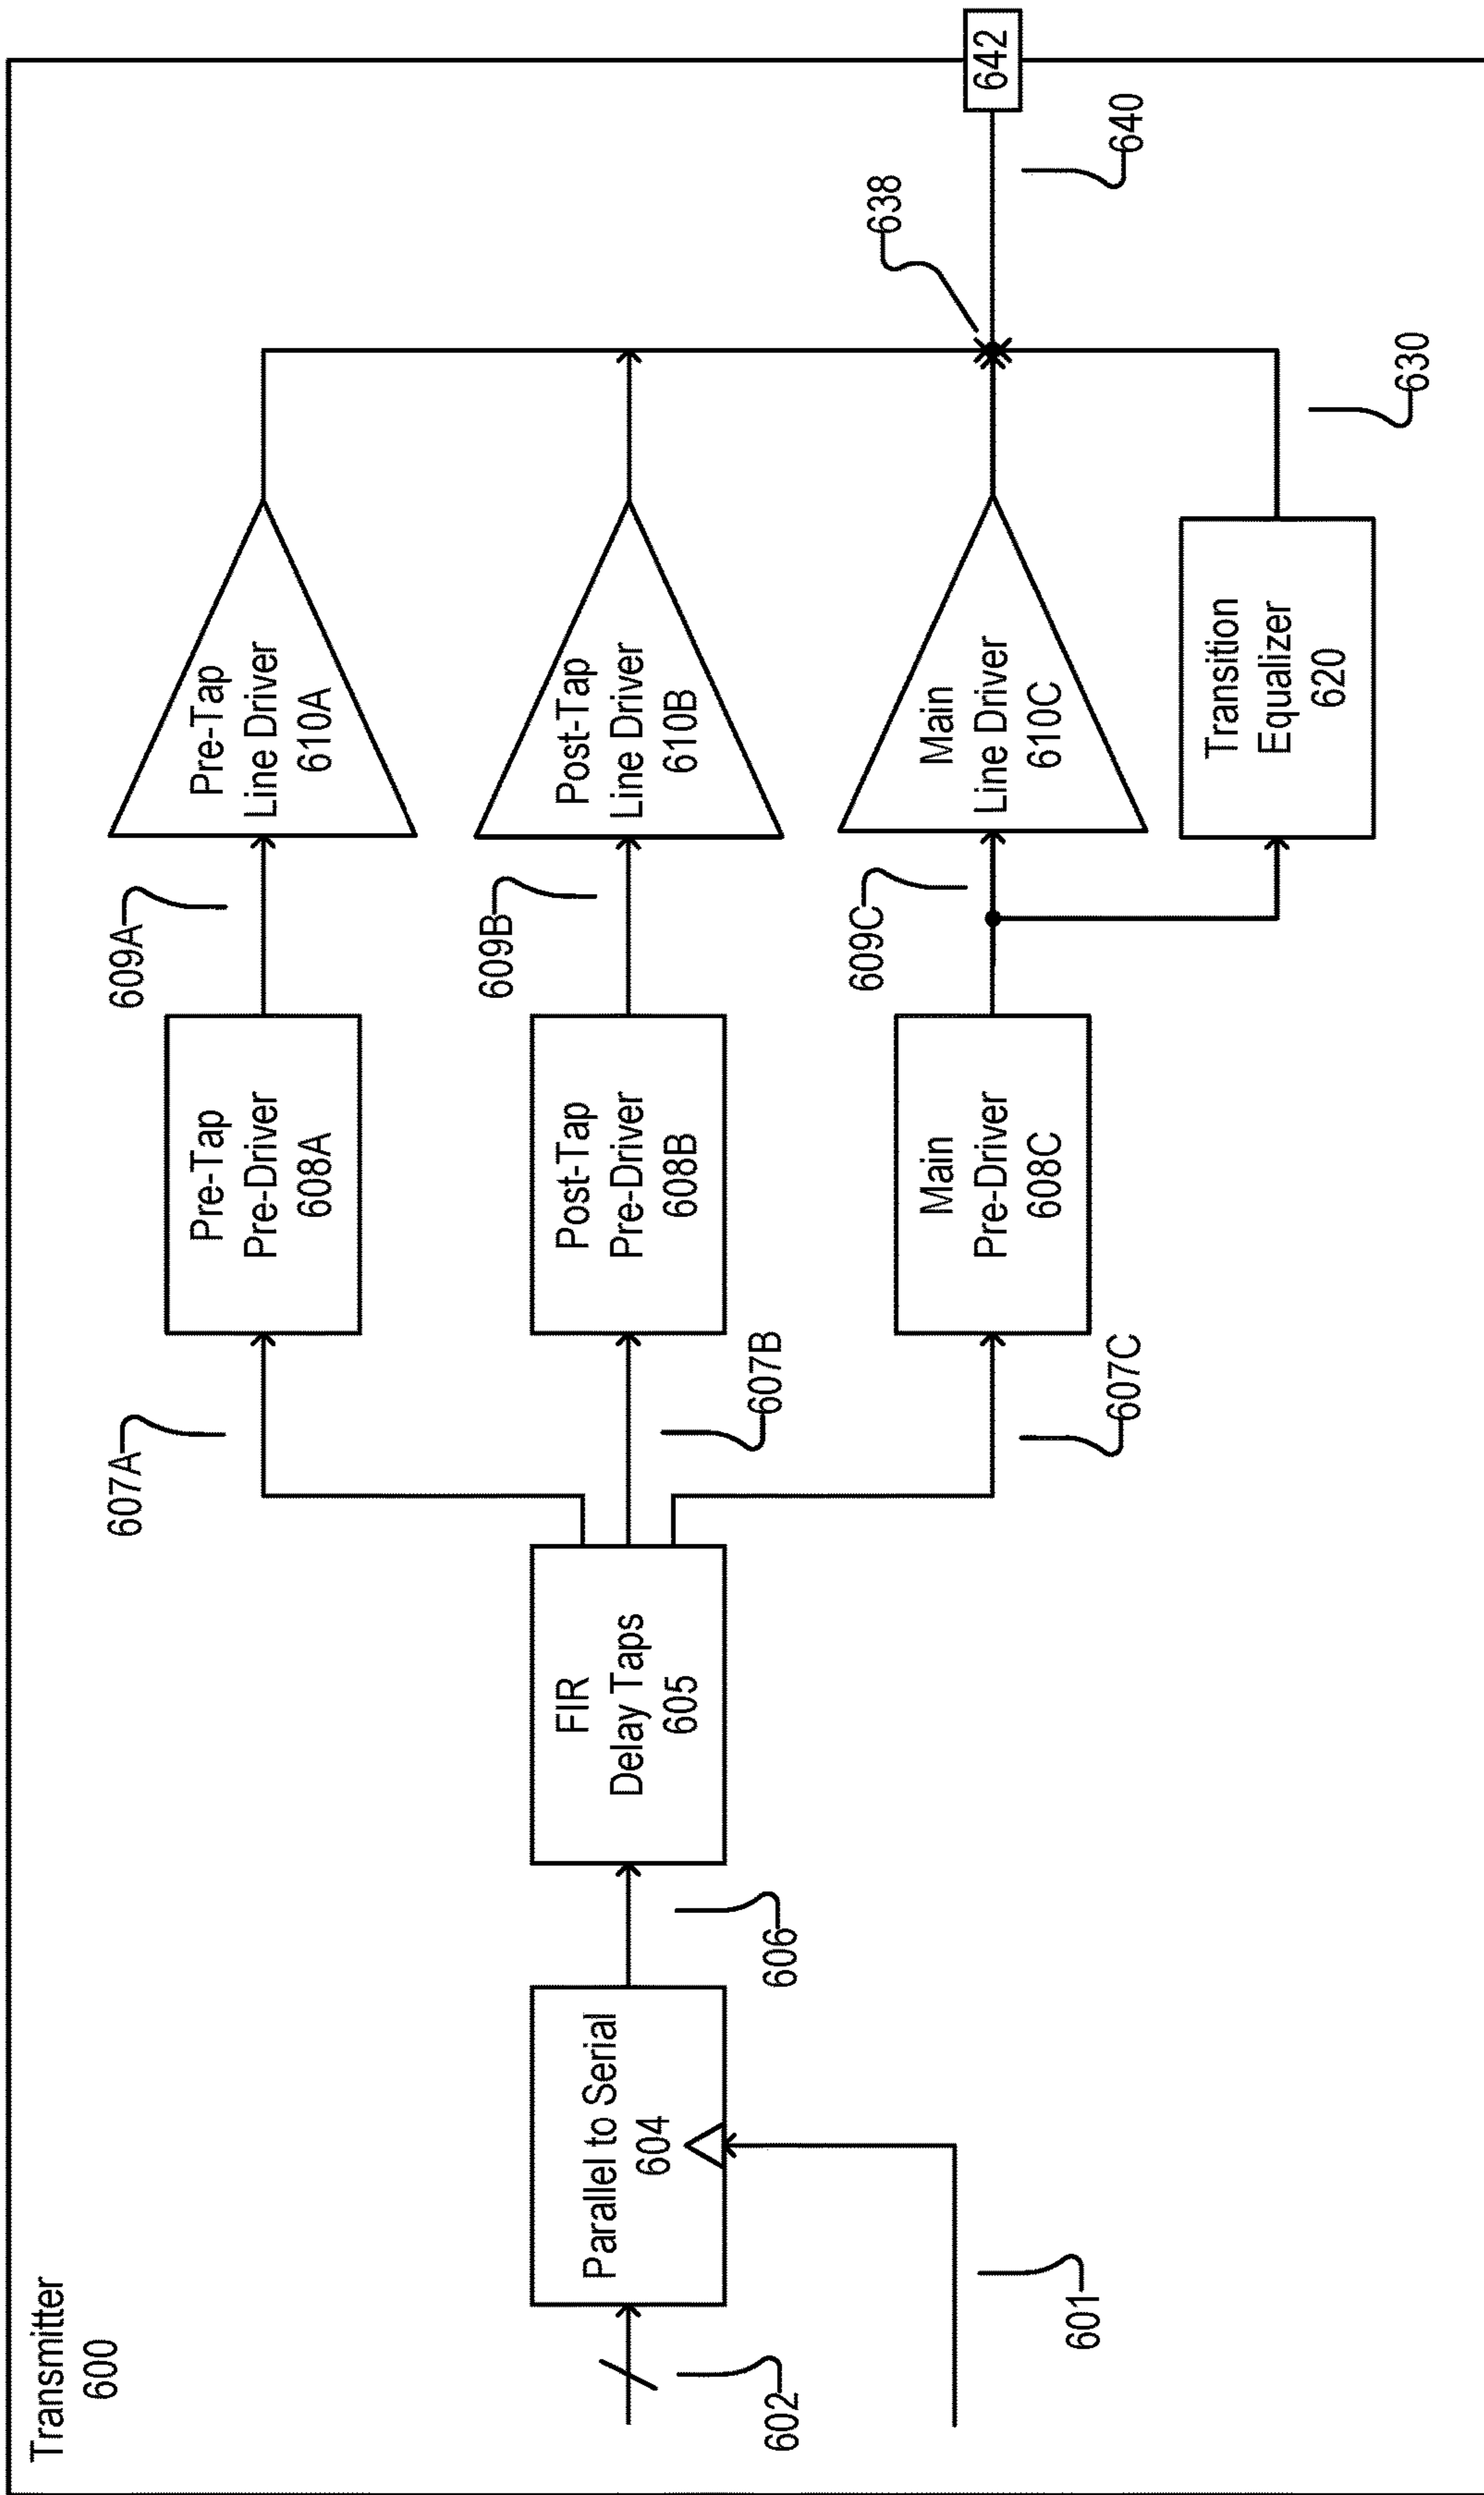 Transmitter
600
602
601
Parallel to Serial
604
606
FIR
Delay Taps
605
607A
607B
607C
Pre-Tap
Pre-Driver
608A
Post-Tap
Pre-Driver
608B
Main
Pre-Driver
608C
609A
609B
609C
Pre-Tap
Line Driver
610A
Post-Tap
Line Driver
610B
Main
Line Driver
610C
Transition
Equalizer
620
630
638
640
642